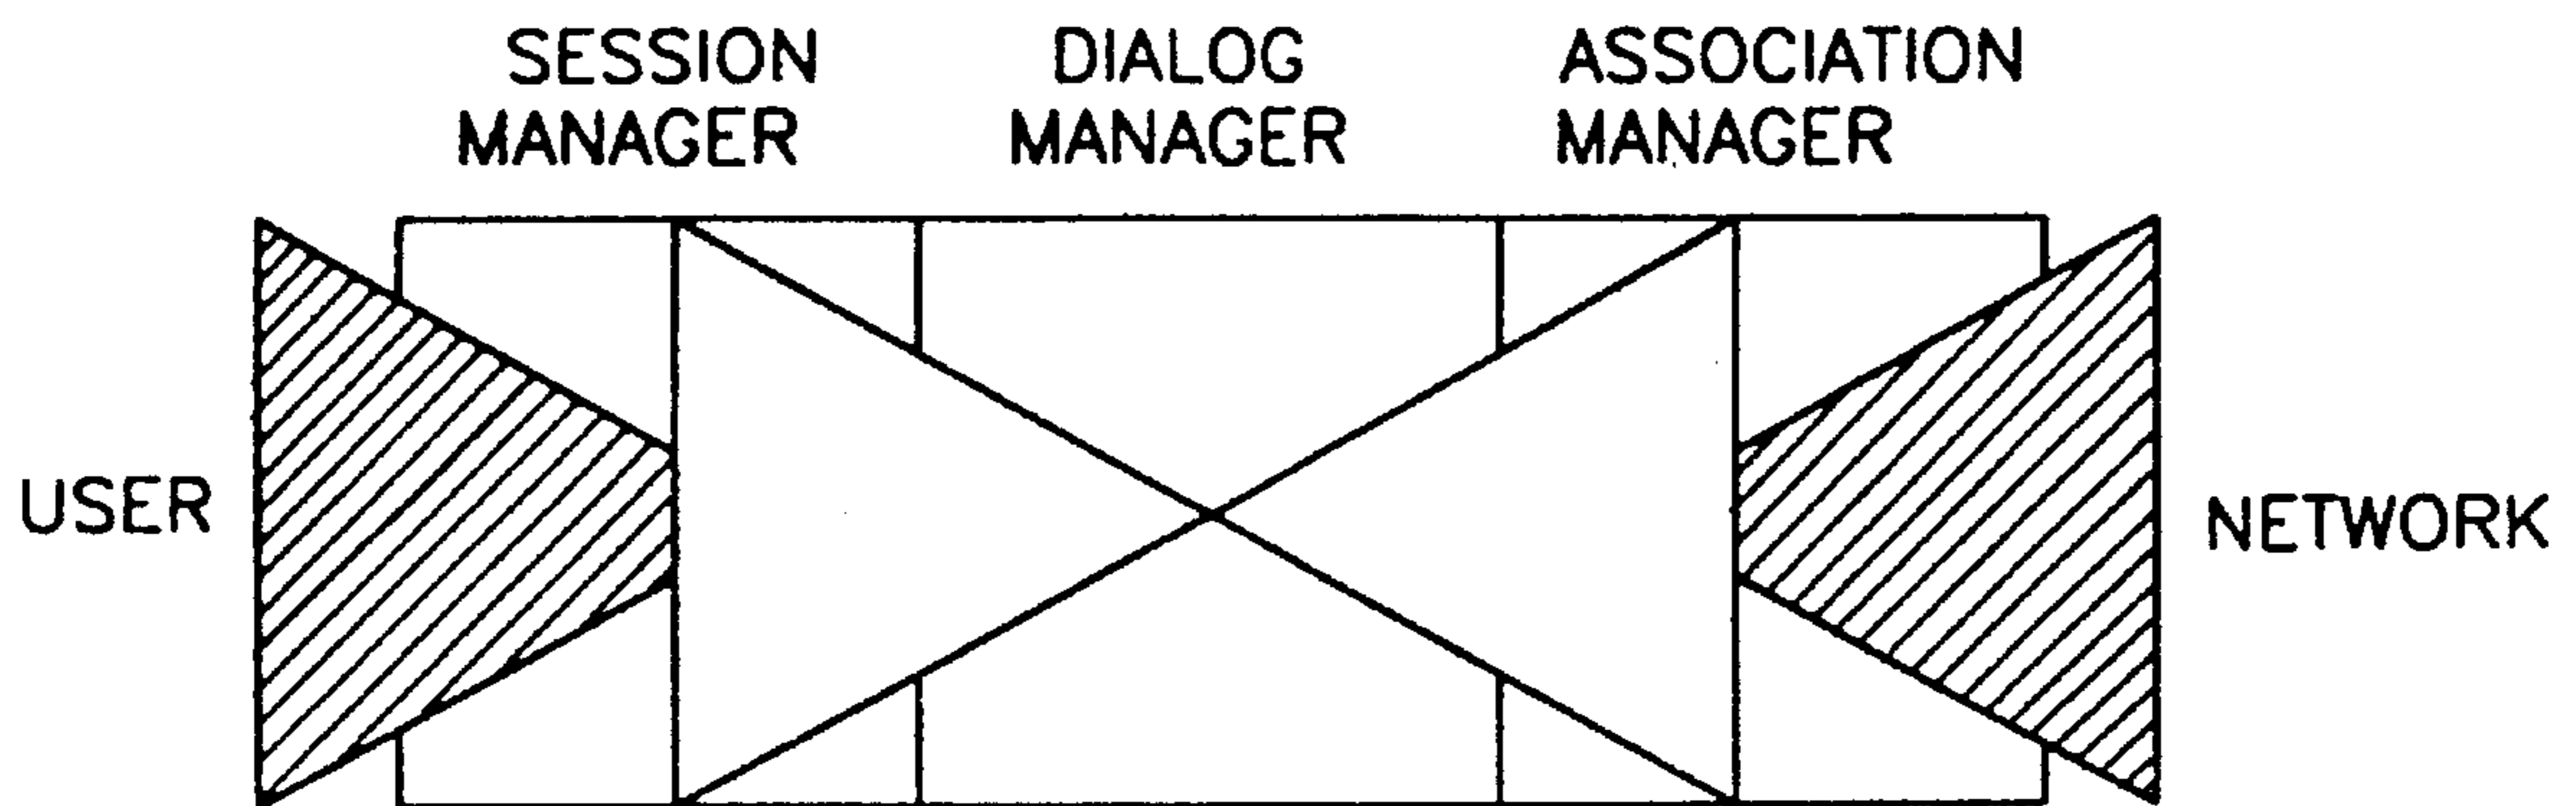 SESSION
MANAGER
DIALOG
MANAGER
ASSOCIATION
MANAGER
USER
NETWORK